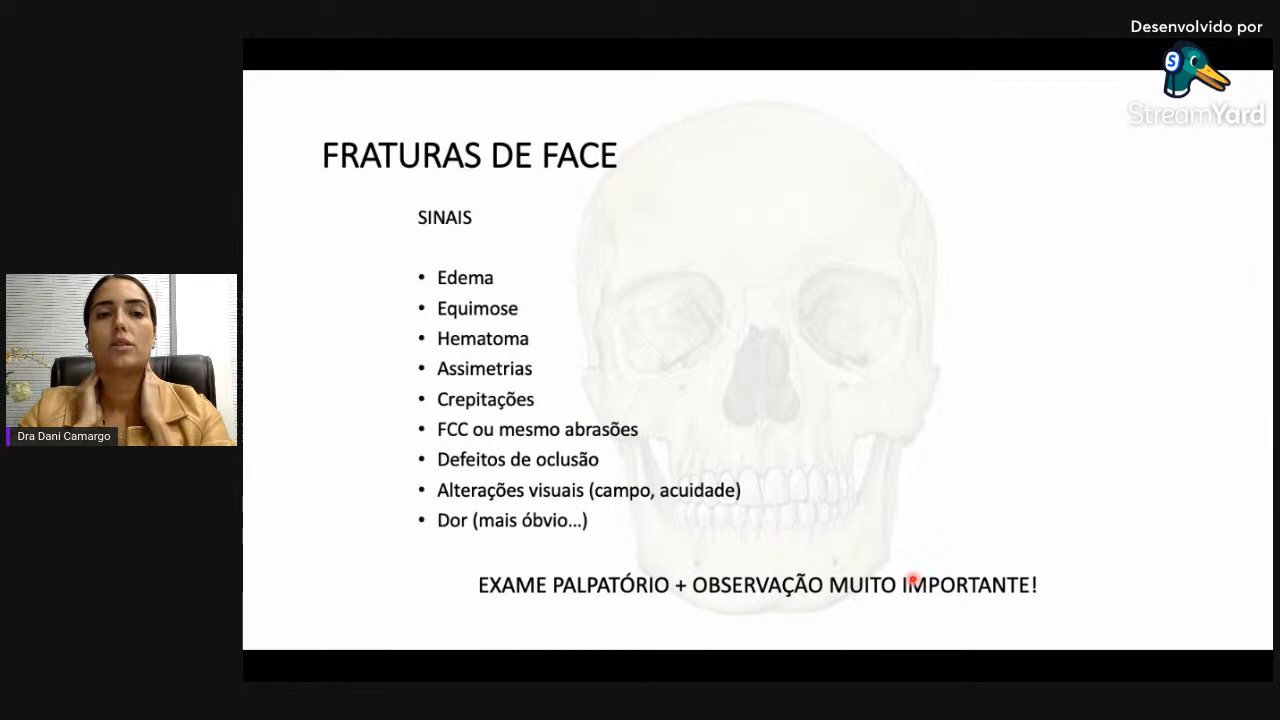 Desenvolvido por
S
StreamYard
FRATURAS DE FACE
SINAIS
• Edema
• Equimose
• Hematoma
• Assimetrias
• Crepitações
• FCC ou mesmo abrasões
• Defeitos de oclusão
• Alterações visuais (campo, acuidade)
• Dor (mais óbvio...)
EXAME PALPATÓRIO + OBSERVAÇÃO MUITO IMPORTANTE!
Dra Dani Camargo